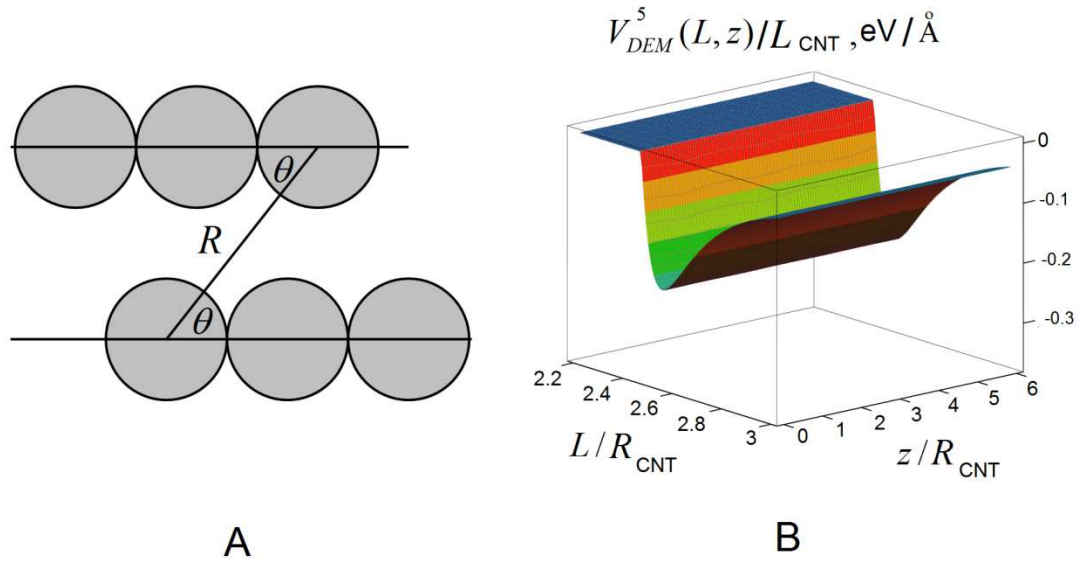 θ
R
θ
A
V⁵_DEM(L, z)/L_CNT, eV/Å
0
-0.1
-0.2
-0.3
2.2
2.4
2.6
2.8
3
0
1
2
3
4
5
6
L/R_CNT
z/R_CNT
B